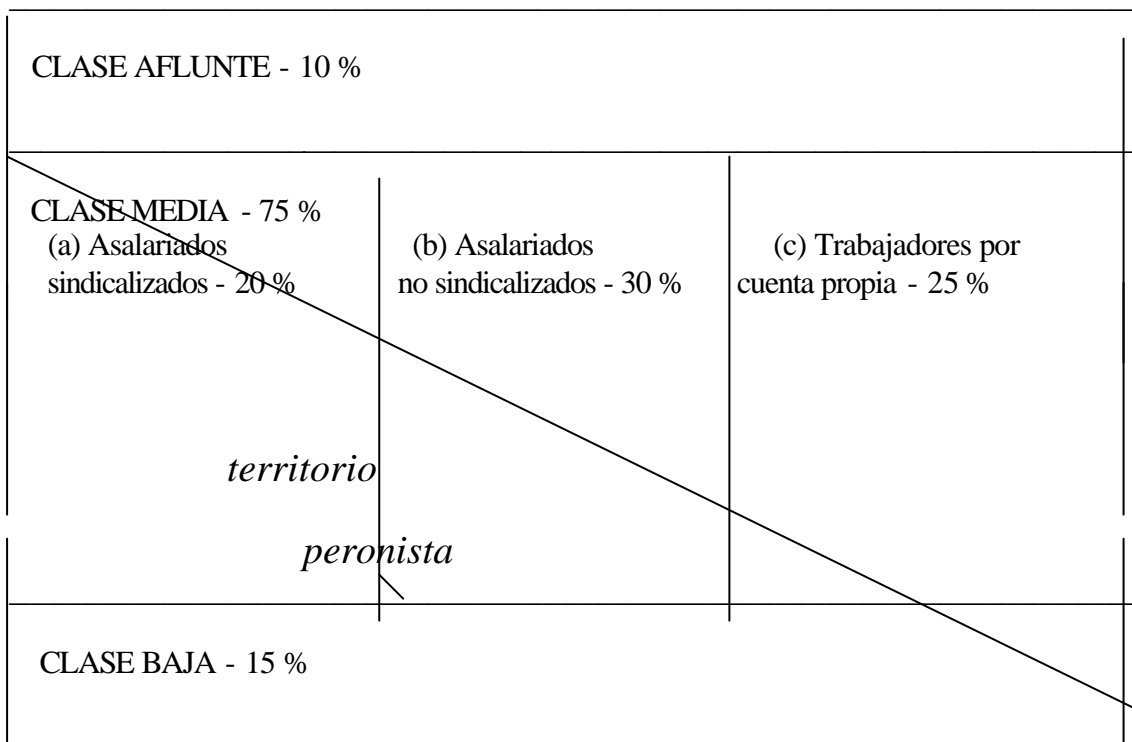 CLASE AFLUNTE - 10 %
CLASE MEDIA - 75 %
(a) Asalariados
sindicalizados - 20 %
(b) Asalariados
no sindicalizados - 30 %
(c) Trabajadores por
cuenta propia - 25 %
territorio
peronista
CLASE BAJA - 15 %